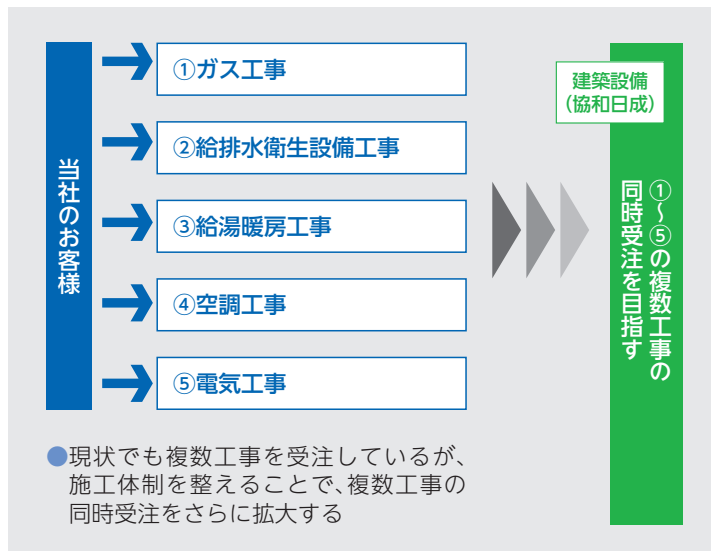 当社のお客様
①ガス工事
②給排水衛生設備工事
③給湯暖房工事
④空調工事
⑤電気工事
建築設備
（協和日成）
①〜⑤の複数工事の
同時受注を目指す
●現状でも複数工事を受注しているが、
施工体制を整えることで、複数工事の
同時受注をさらに拡大する